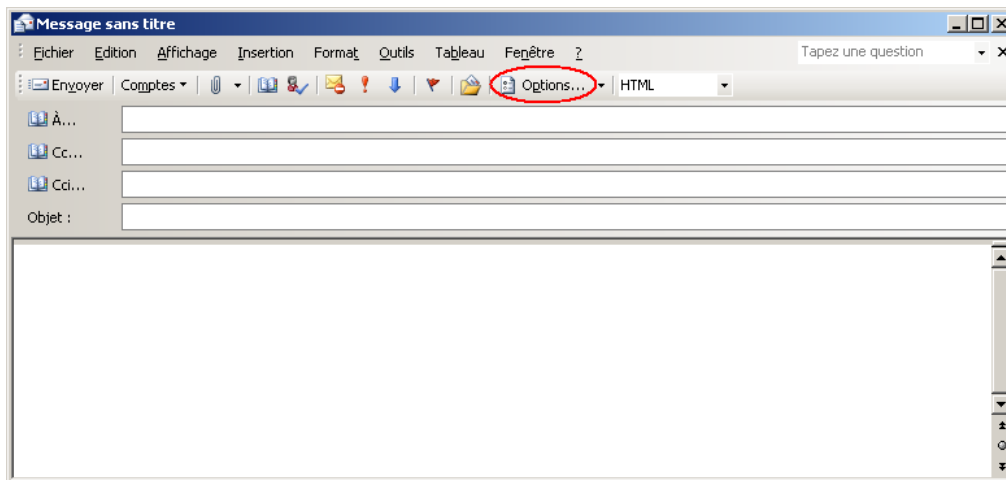 Message sans titre
Fichier Edition Affichage Insertion Format Outils Tableau Fenêtre ? Tapez une question
Envoyer Comptes Options... HTML
À...
Cc...
Cci...
Objet :